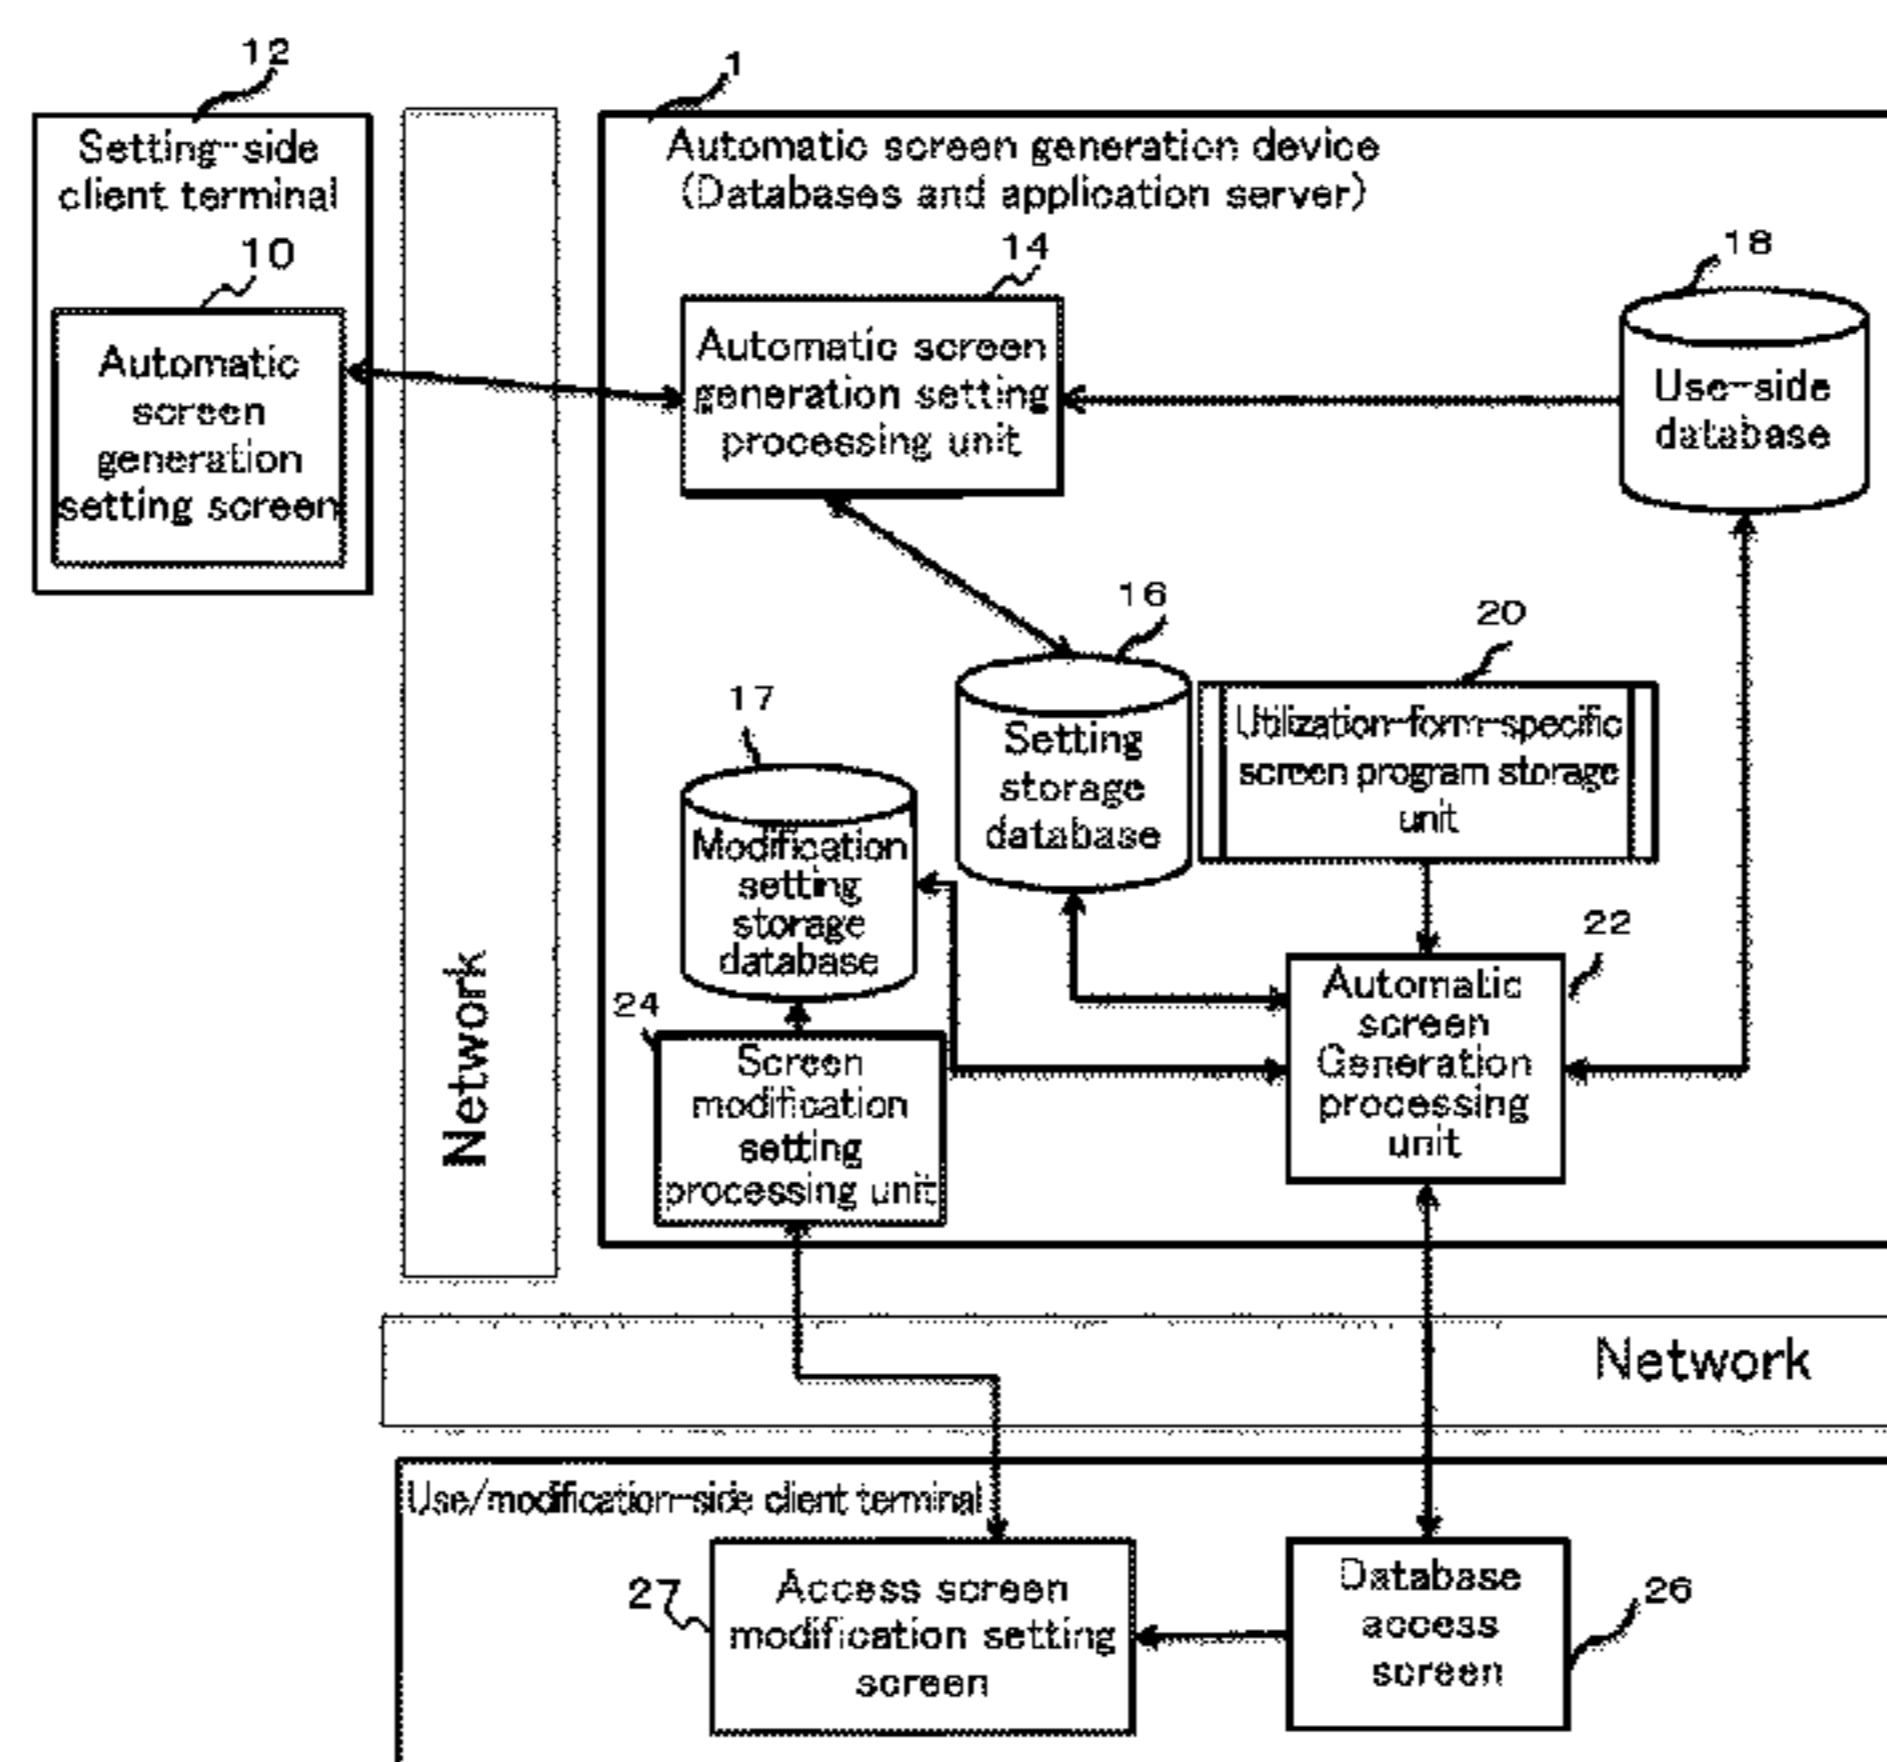 12
Setting-side
client terminal
10
Automatic
screen
generation
setting screen
Network
1
Automatic screen generation device
(Databases and application server)
14
Automatic screen
generation setting
processing unit
18
Use-side
database
16
Setting
storage
database
20
Utilization-form-specific
screen program storage
unit
17
Modification
setting
storage
database
22
Automatic
screen
Generation
processing
unit
24
Screen
modification
setting
processing unit
Network
Use/modification-side client terminal
27
Access screen
modification setting
screen
Database
access
screen
26